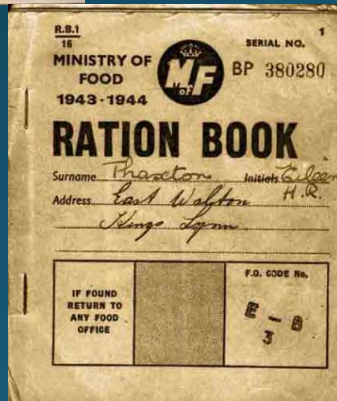 R.B.1
16
1
SERIAL NO.
MINISTRY OF
FOOD
1943-1944
MF
M of F
BP 380280
RATION BOOK
Surname Thaxton Initials Eileen
H.R.
Address East Walton
Kings Lynn
IF FOUND
RETURN TO
ANY FOOD
OFFICE
F.O. CODE No.
E - B
3